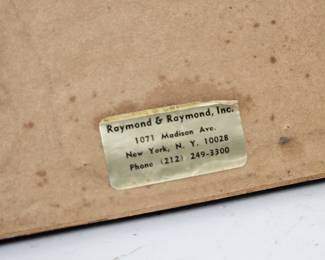 Raymond & Raymond, Inc.
1071 Madison Ave.
New York, N. Y. 10028
Phone (212) 249-3300